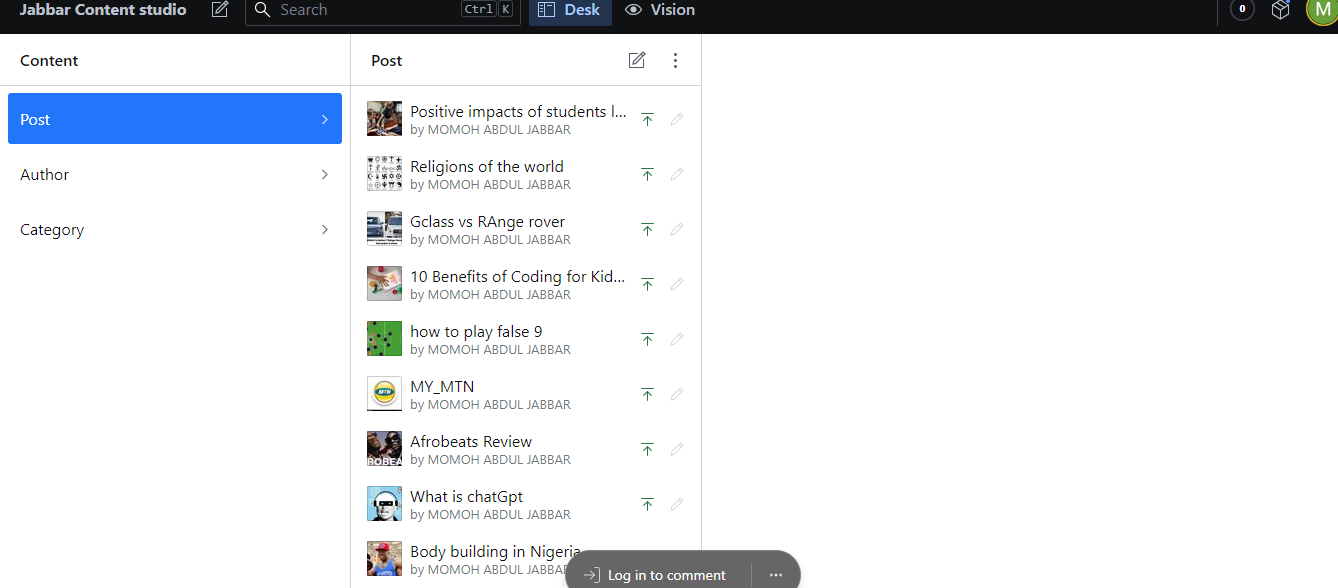 Jabbar Content studio
Search
Ctrl K
Desk
Vision
0
M
Content
Post
Author
Category
Post
Positive impacts of students l...
by MOMOH ABDUL JABBAR
Religions of the world
by MOMOH ABDUL JABBAR
Gclass vs RAnge rover
by MOMOH ABDUL JABBAR
10 Benefits of Coding for Kid...
by MOMOH ABDUL JABBAR
how to play false 9
by MOMOH ABDUL JABBAR
MTN
MY_MTN
by MOMOH ABDUL JABBAR
ROBEA
Afrobeats Review
by MOMOH ABDUL JABBAR
What is chatGpt
by MOMOH ABDUL JABBAR
Body building in Nigeria
by MOMOH ABDUL JABBAR
Log in to comment